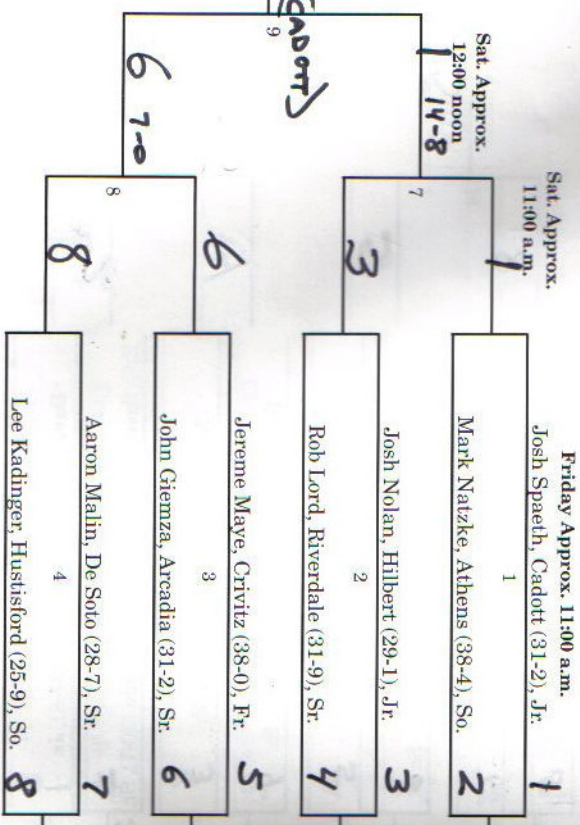 Friday Approx. 11:00 a.m.
Josh Spaeth, Cadott (31-2), Jr. 1
1
Mark Natzke, Athens (38-4), So. 2
Josh Nolan, Hilbert (29-1), Jr. 3
2
Rob Lord, Riverdale (31-9), Sr. 4
Jereme Maye, Crivitz (38-0), Fr. 5
3
John Giemza, Arcadia (31-2), Sr. 6
Aaron Malin, De Soto (28-7), Sr. 7
4
Lee Kadinger, Hustisford (25-9), So. 8
Sat. Approx.
11:00 a.m.
1
7
3
6
8
8
Sat. Approx.
12:00 noon
1 14-8
9
6 7-0
(CADOTT)